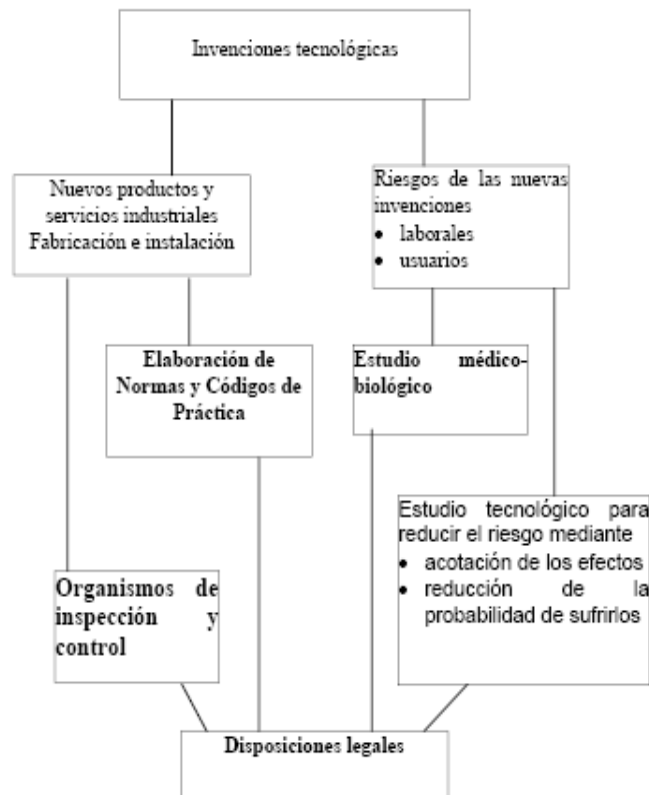 Invenciones tecnológicas
Nuevos productos y
servicios industriales
Fabricación e instalación
Riesgos de las nuevas
invenciones
• laborales
• usuarios
Elaboración de
Normas y Códigos de
Práctica
Estudio médico-
biológico
Estudio tecnológico para
reducir el riesgo mediante
• acotación de los efectos
• reducción de la
probabilidad de sufrirlos
Organismos de
inspección y
control
Disposiciones legales